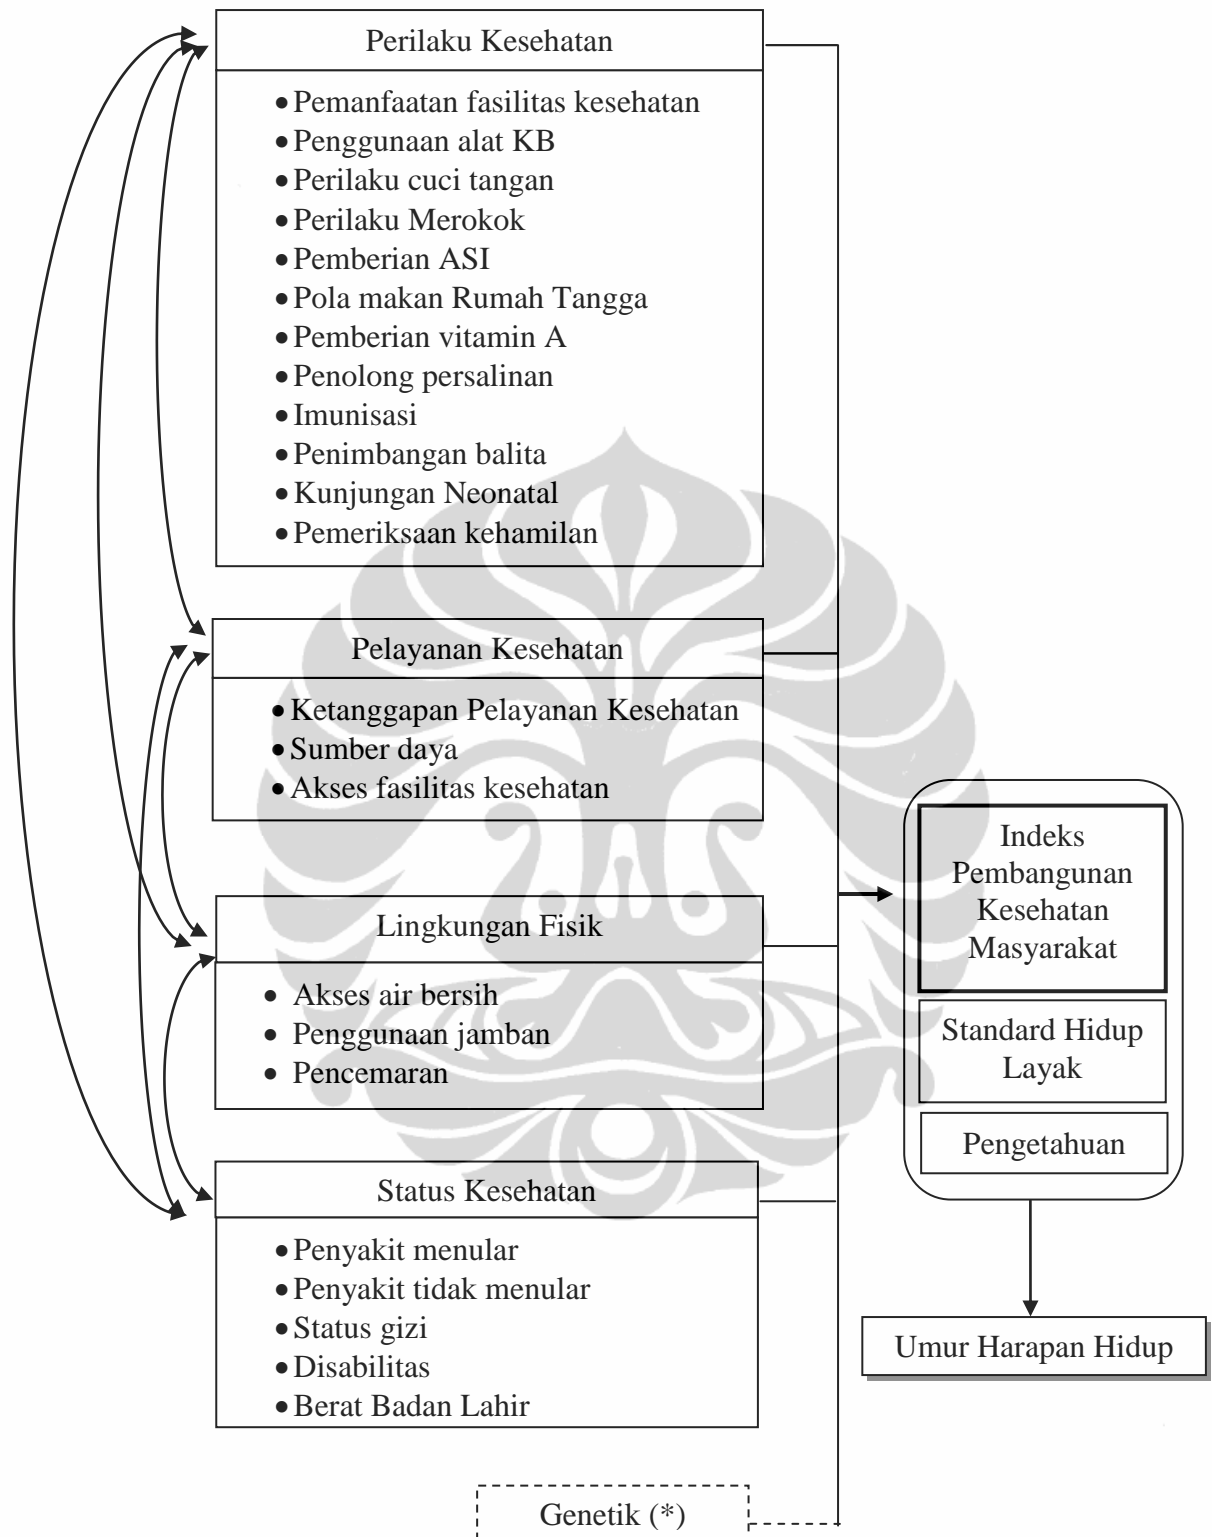 Perilaku Kesehatan
•Pemanfaatan fasilitas kesehatan
•Penggunaan alat KB
•Perilaku cuci tangan
•Perilaku Merokok
•Pemberian ASI
•Pola makan Rumah Tangga
•Pemberian vitamin A
•Penolong persalinan
•Imunisasi
•Penimbangan balita
•Kunjungan Neonatal
•Pemeriksaan kehamilan
Pelayanan Kesehatan
•Ketanggapan Pelayanan Kesehatan
•Sumber daya
•Akses fasilitas kesehatan
Lingkungan Fisik
• Akses air bersih
• Penggunaan jamban
• Pencemaran
Status Kesehatan
•Penyakit menular
•Penyakit tidak menular
•Status gizi
•Disabilitas
•Berat Badan Lahir
Genetik (*)
Indeks
Pembangunan
Kesehatan
Masyarakat
Standard Hidup
Layak
Pengetahuan
Umur Harapan Hidup